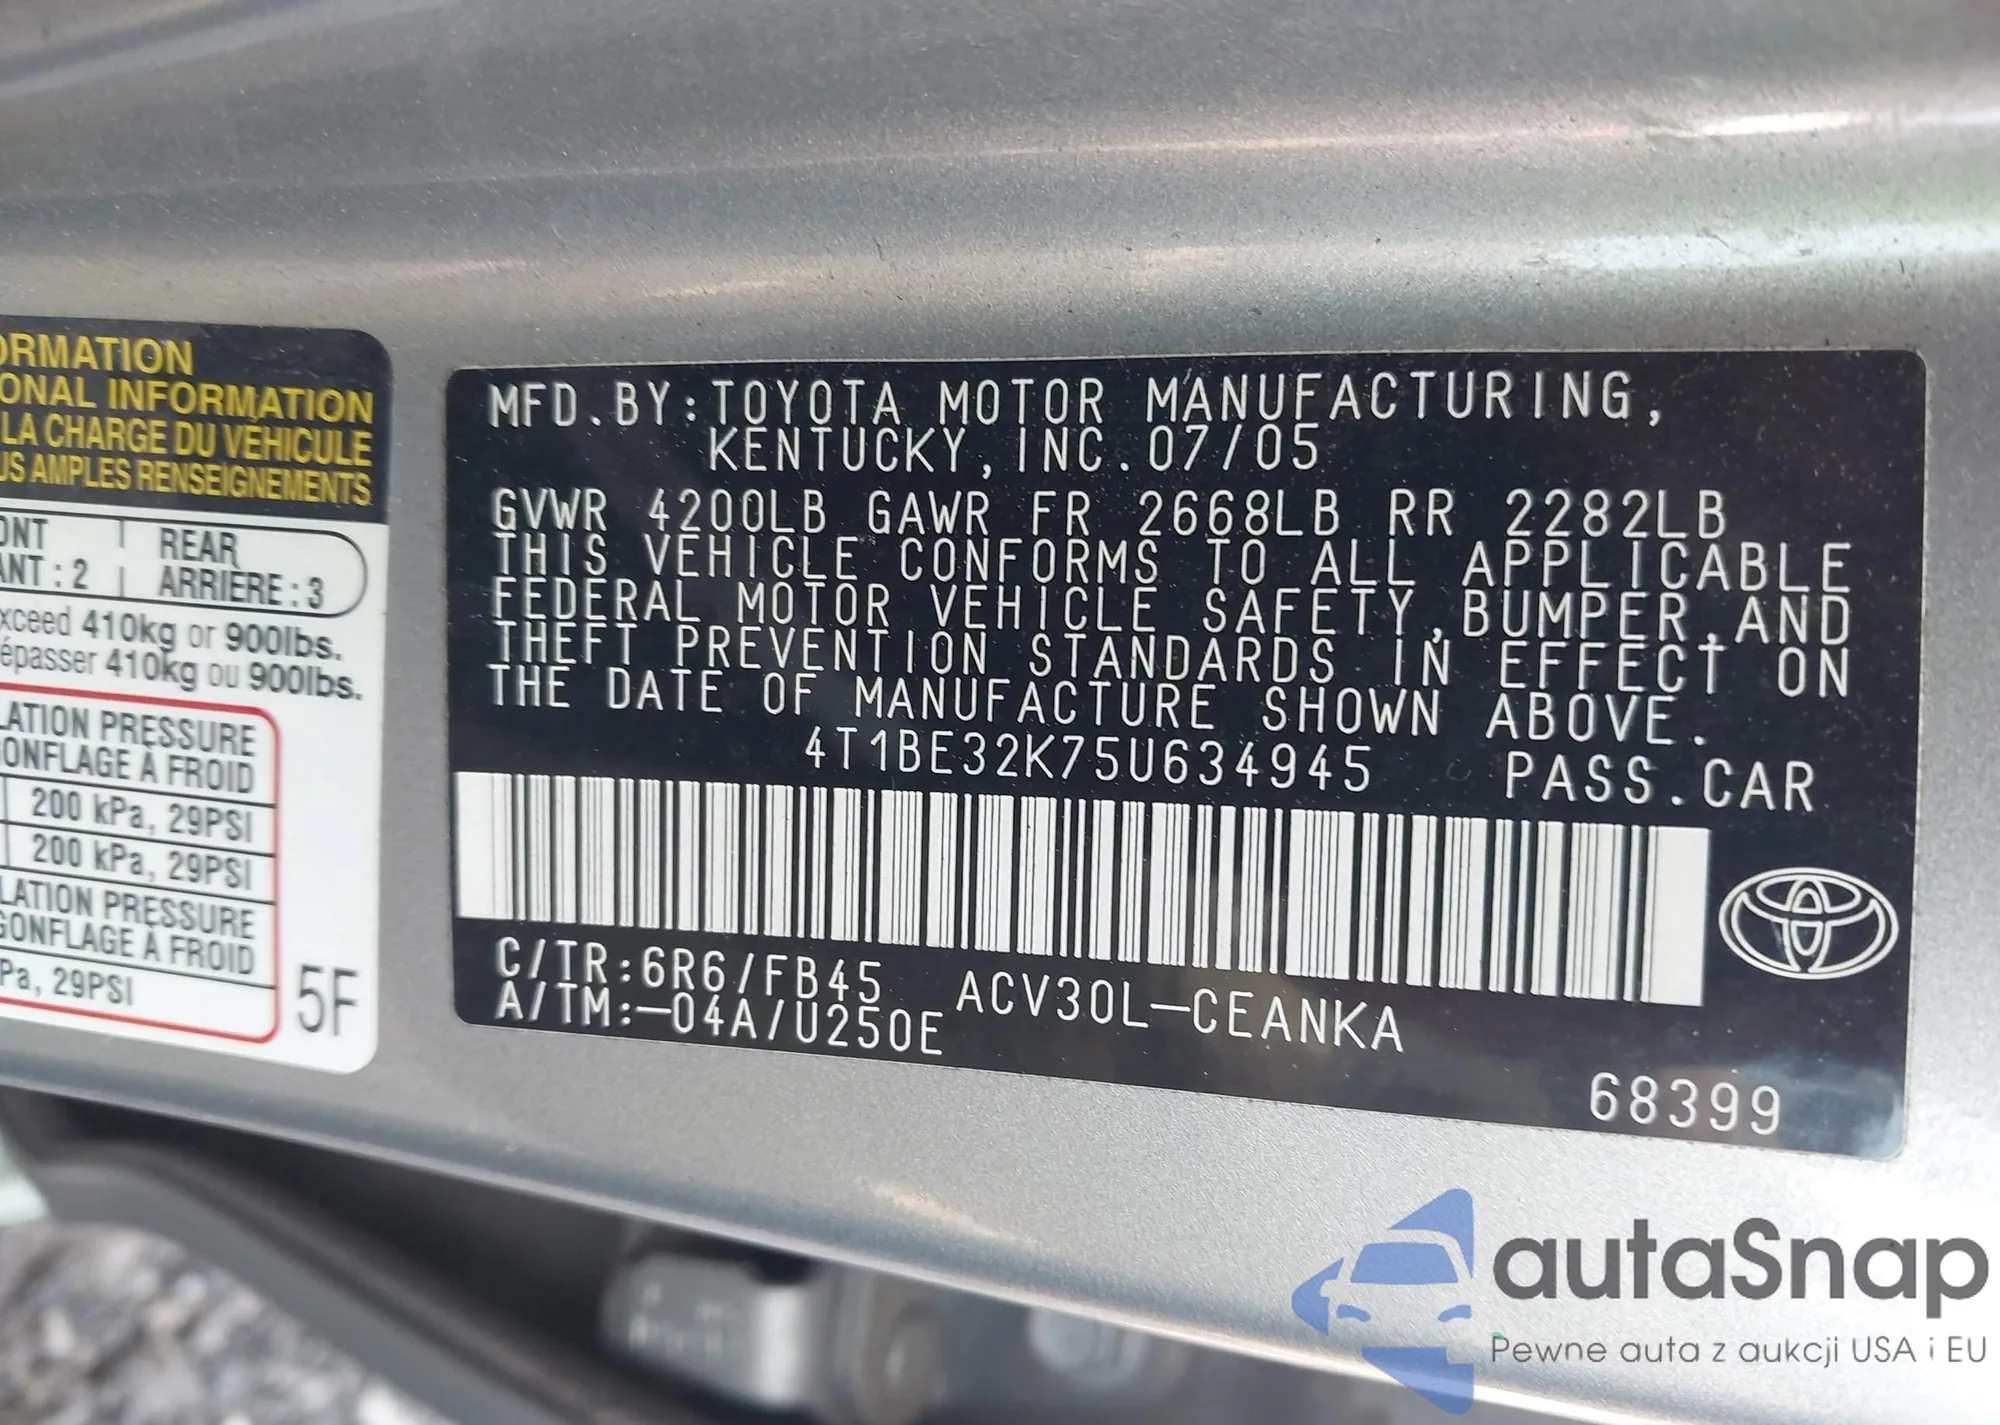 ORMATION
ONAL INFORMATION
LA CHARGE DU VÉHICULE
US AMPLES RENSEIGNEMENTS
ONT
REAR
ANT : 2
ARRIÈRE : 3
xceed 410kg or 900lbs.
épasser 410kg ou 900lbs.
LATION PRESSURE
GONFLAGE À FROID
200 kPa, 29PSI
200 kPa, 29PSI
LATION PRESSURE
GONFLAGE À FROID
Pa, 29PSI
5F
MFD.BY:TOYOTA MOTOR MANUFACTURING,
KENTUCKY,INC.07/05
GVWR 4200LB GAWR FR 2668LB RR 2282LB
THIS VEHICLE CONFORMS TO ALL APPLICABLE
FEDERAL MOTOR VEHICLE SAFETY,BUMPER,AND
THEFT PREVENTION STANDARDS IN EFFECT ON
THE DATE OF MANUFACTURE SHOWN ABOVE.
4T1BE32K75U634945 PASS.CAR
C/TR:6R6/FB45 ACV30L-CEANKA
A/TM:-04A/U250E
68399
autaSnap
Pewne auta z aukcji USA i EU